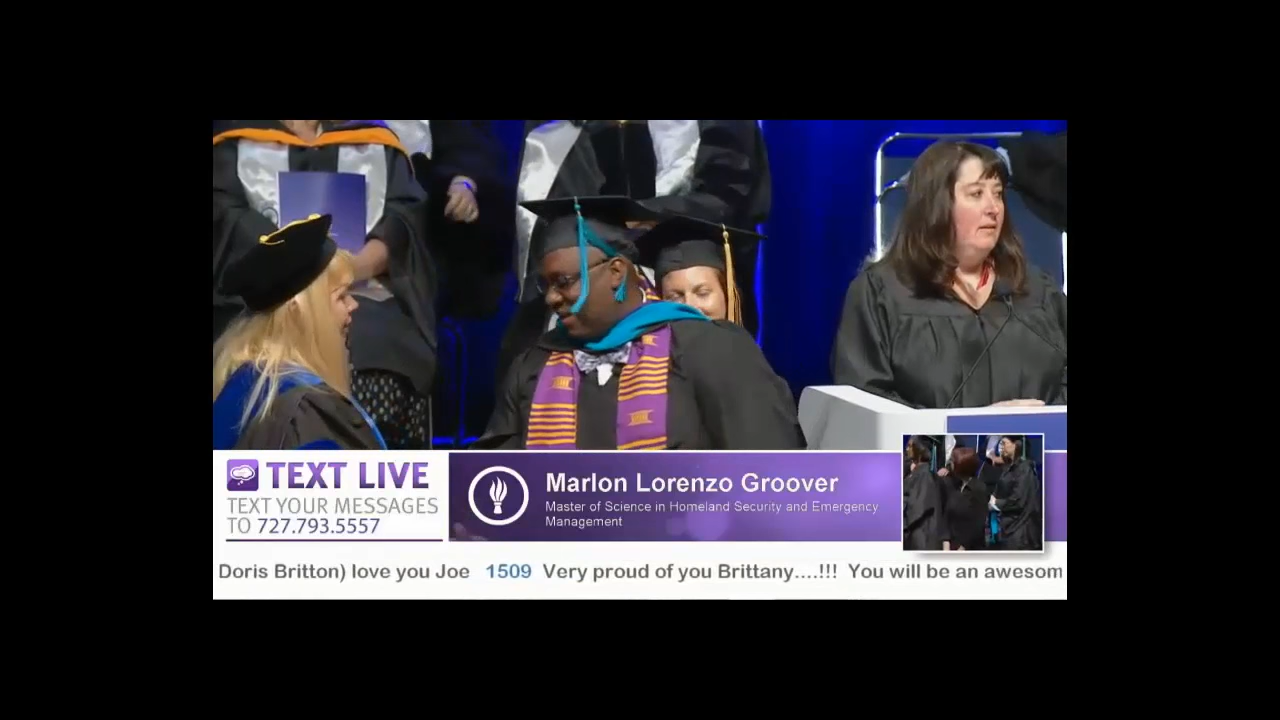 TEXT LIVE
TEXT YOUR MESSAGES
TO 727.793.5557
Marlon Lorenzo Groover
Master of Science in Homeland Security and Emergency
Management
Doris Britton) love you Joe 1509 Very proud of you Brittany....!!! You will be an awesom